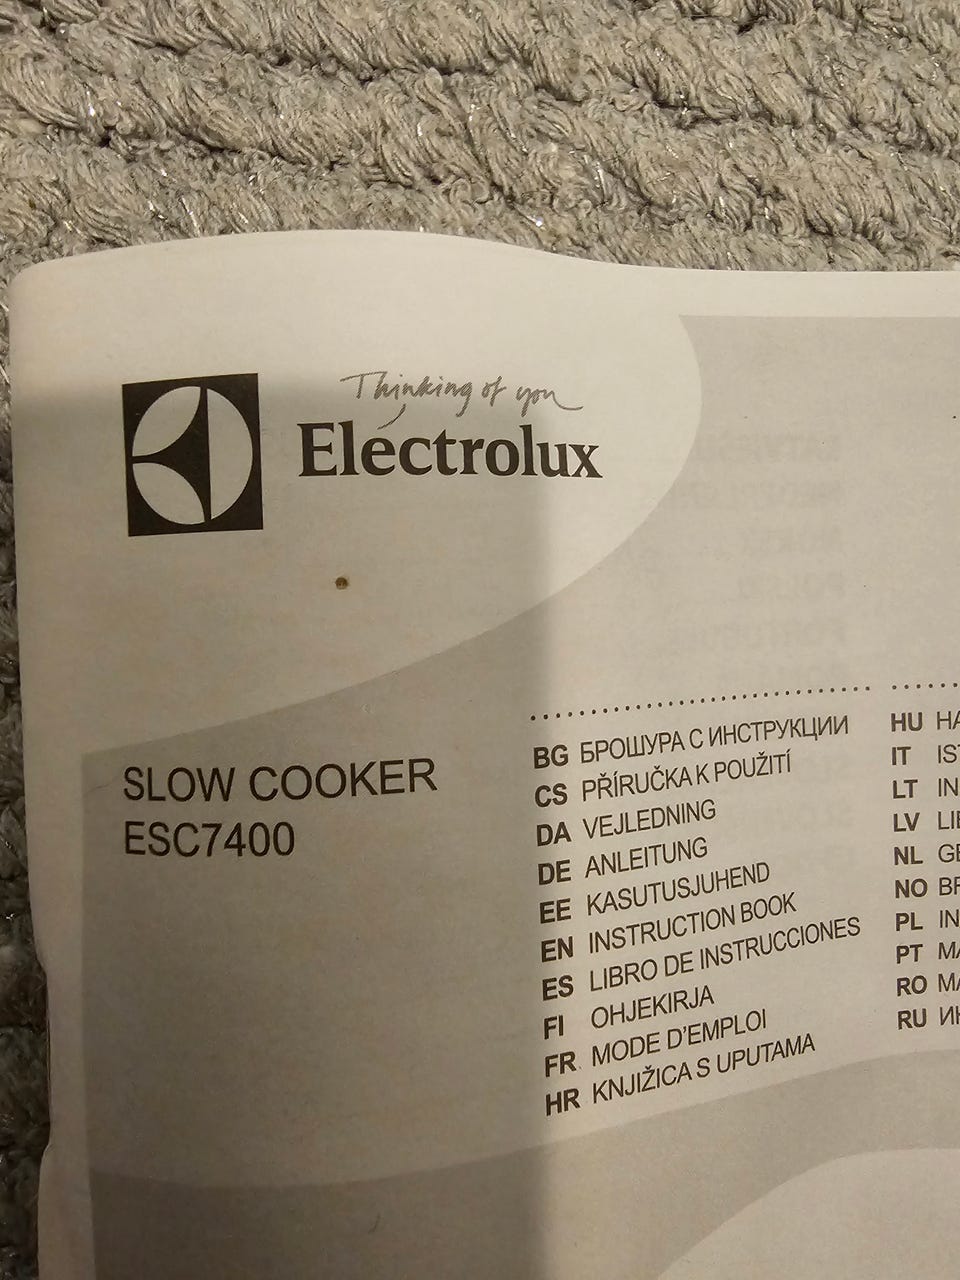 Thinking of you
Electrolux
SLOW COOKER
ESC7400
BG БРОШУРА С ИНСТРУКЦИИ
CS PŘÍRUČKA K POUŽITÍ
DA VEJLEDNING
DE ANLEITUNG
EE KASUTUSJUHEND
EN INSTRUCTION BOOK
ES LIBRO DE INSTRUCCIONES
FI OHJEKIRJA
FR MODE D'EMPLOI
HR KNJIŽICA S UPUTAMA
HU
IT
LT
LV
NL
NO
PL
PT
RO
RU